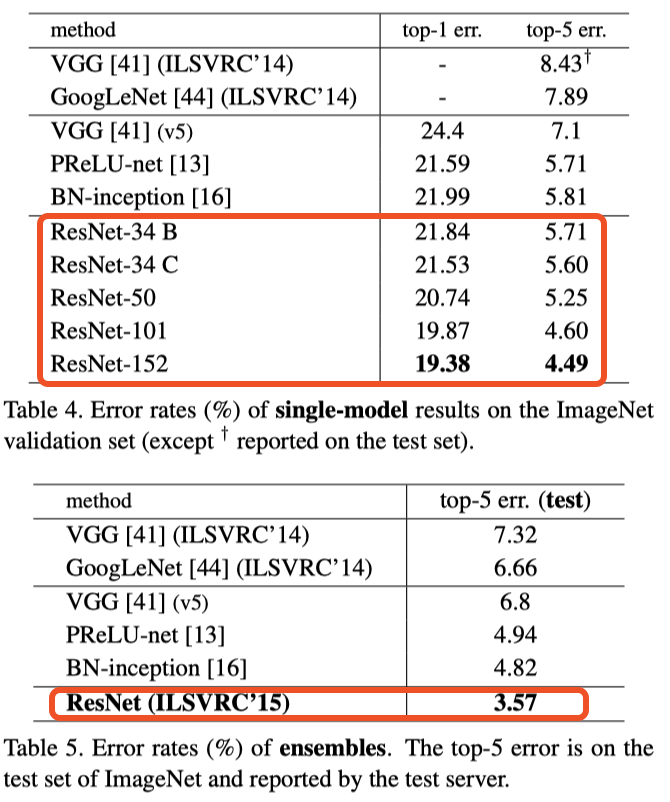 method top-1 err. top-5 err.
VGG [41] (ILSVRC'14) - 8.43†
GoogLeNet [44] (ILSVRC'14) - 7.89
VGG [41] (v5) 24.4 7.1
PReLU-net [13] 21.59 5.71
BN-inception [16] 21.99 5.81
ResNet-34 B 21.84 5.71
ResNet-34 C 21.53 5.60
ResNet-50 20.74 5.25
ResNet-101 19.87 4.60
ResNet-152 19.38 4.49
Table 4. Error rates (%) of single-model results on the ImageNet
validation set (except † reported on the test set).
method top-5 err. (test)
VGG [41] (ILSVRC'14) 7.32
GoogLeNet [44] (ILSVRC'14) 6.66
VGG [41] (v5) 6.8
PReLU-net [13] 4.94
BN-inception [16] 4.82
ResNet (ILSVRC'15) 3.57
Table 5. Error rates (%) of ensembles. The top-5 error is on the
test set of ImageNet and reported by the test server.